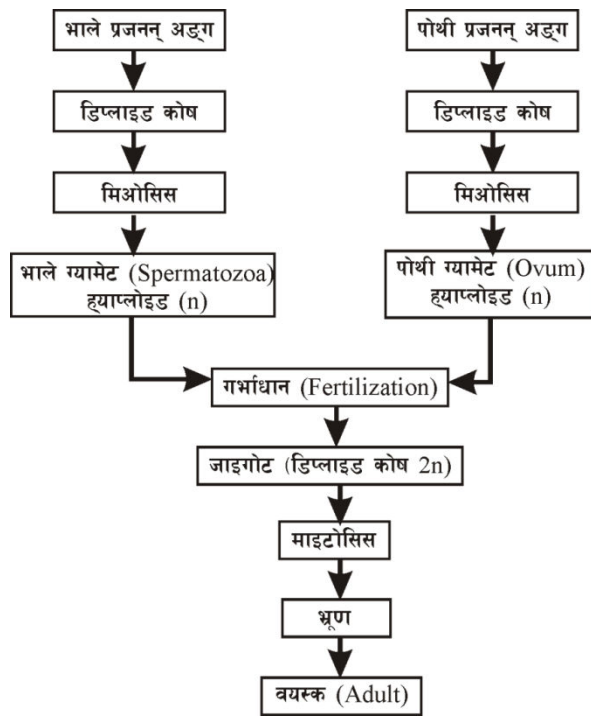 भाले प्रजनन् अङ्ग
डिप्लाइड कोष
मिओसिस
भाले ग्यामेट (Spermatozoa)
ह्याप्लोइड (n)
पोथी प्रजनन् अङ्ग
डिप्लाइड कोष
मिओसिस
पोथी ग्यामेट (Ovum)
ह्याप्लोइड (n)
गर्भाधान (Fertilization)
जाइगोट (डिप्लाइड कोष 2n)
माइटोसिस
भ्रूण
वयस्क (Adult)